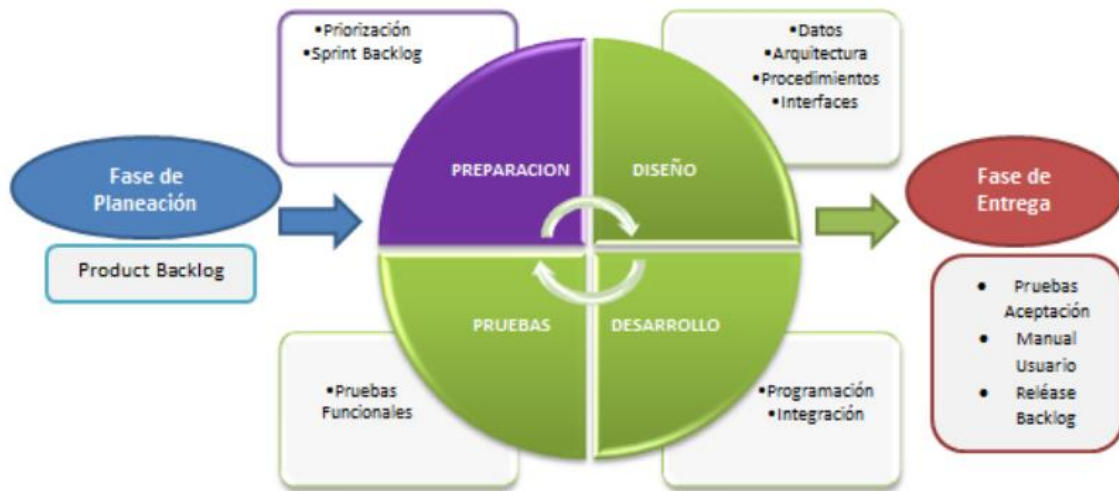 Fase de
Planeación
Product Backlog
•Priorización
•Sprint Backlog
PREPARACION
DISEÑO
•Datos
•Arquitectura
•Procedimientos
•Interfaces
PRUEBAS
DESARROLLO
•Pruebas
Funcionales
•Programación
•Integración
Fase de
Entrega
• Pruebas
Aceptación
• Manual
Usuario
• Reléase
Backlog